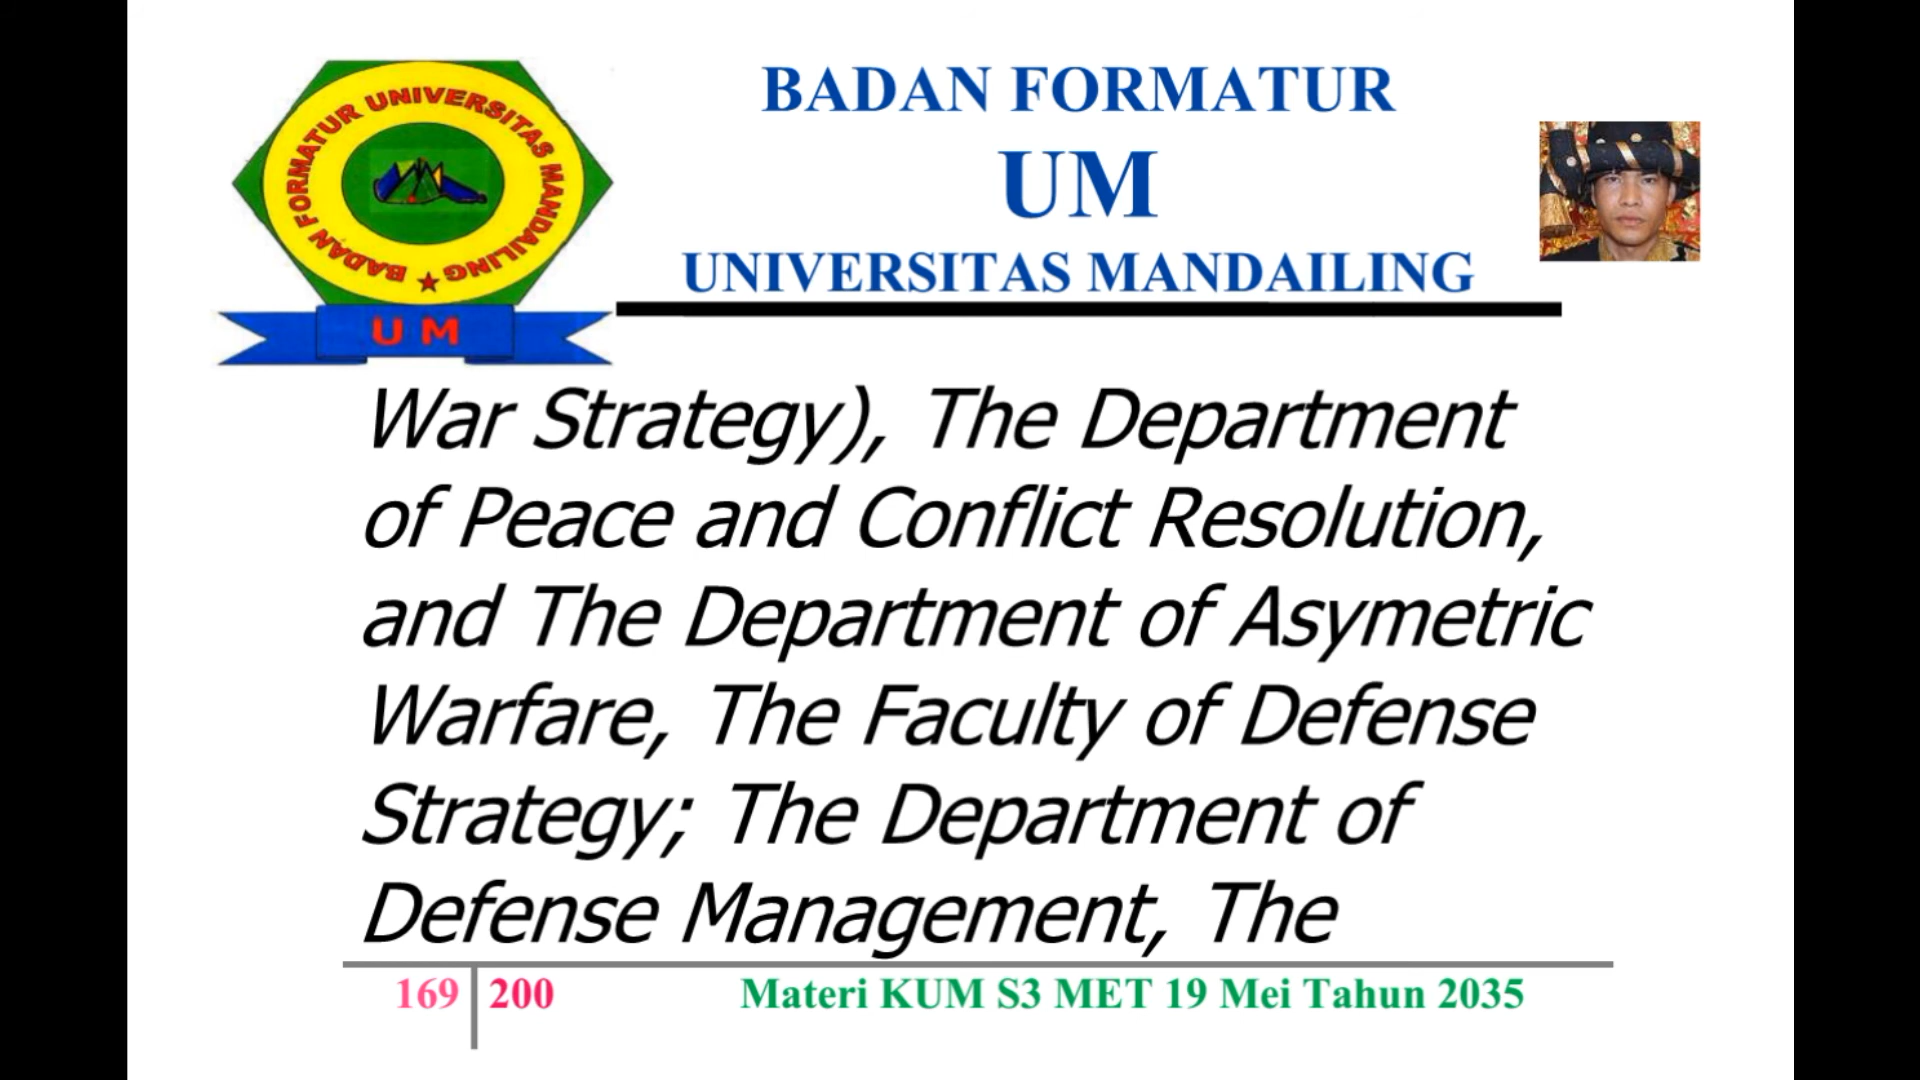 BADAN FORMATUR UNIVERSITAS MANDAILING
U M
BADAN FORMATUR
UM
UNIVERSITAS MANDAILING
War Strategy), The Department
of Peace and Conflict Resolution,
and The Department of Asymetric
Warfare, The Faculty of Defense
Strategy; The Department of
Defense Management, The
169 200 Materi KUM S3 MET 19 Mei Tahun 2035